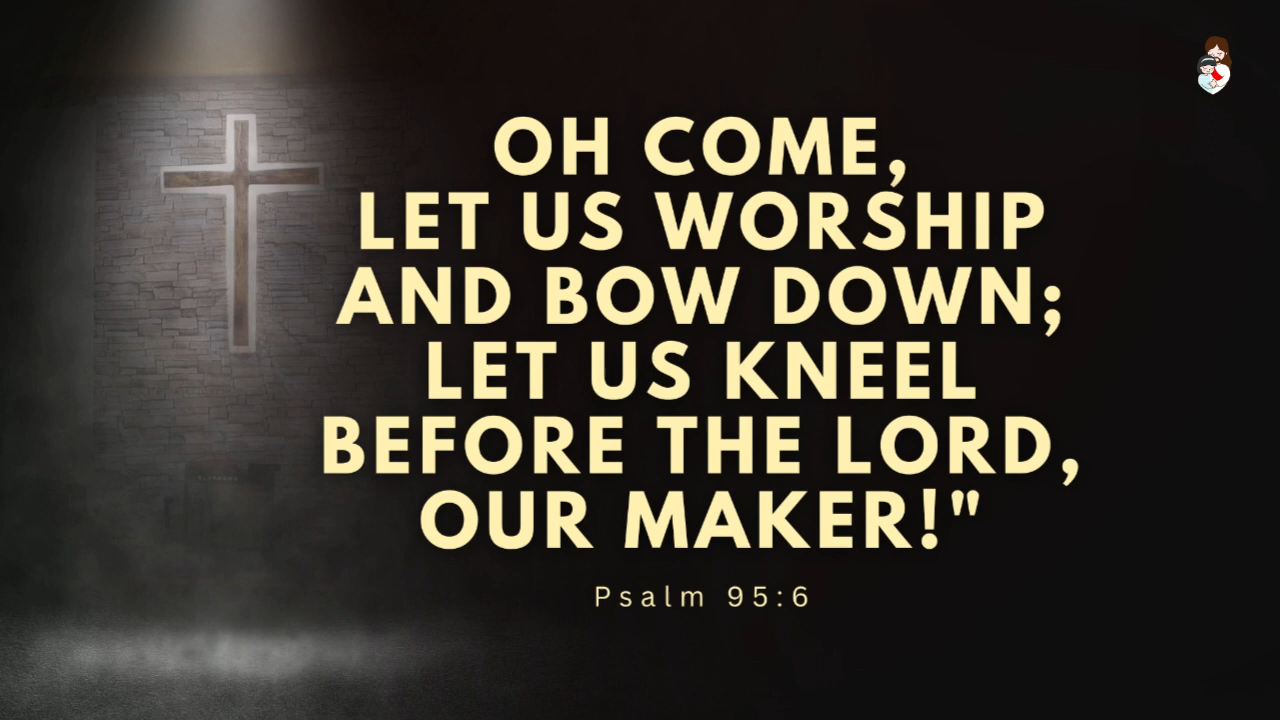 OH COME,
LET US WORSHIP
AND BOW DOWN;
LET US KNEEL
BEFORE THE LORD,
OUR MAKER!"
Psalm 95:6